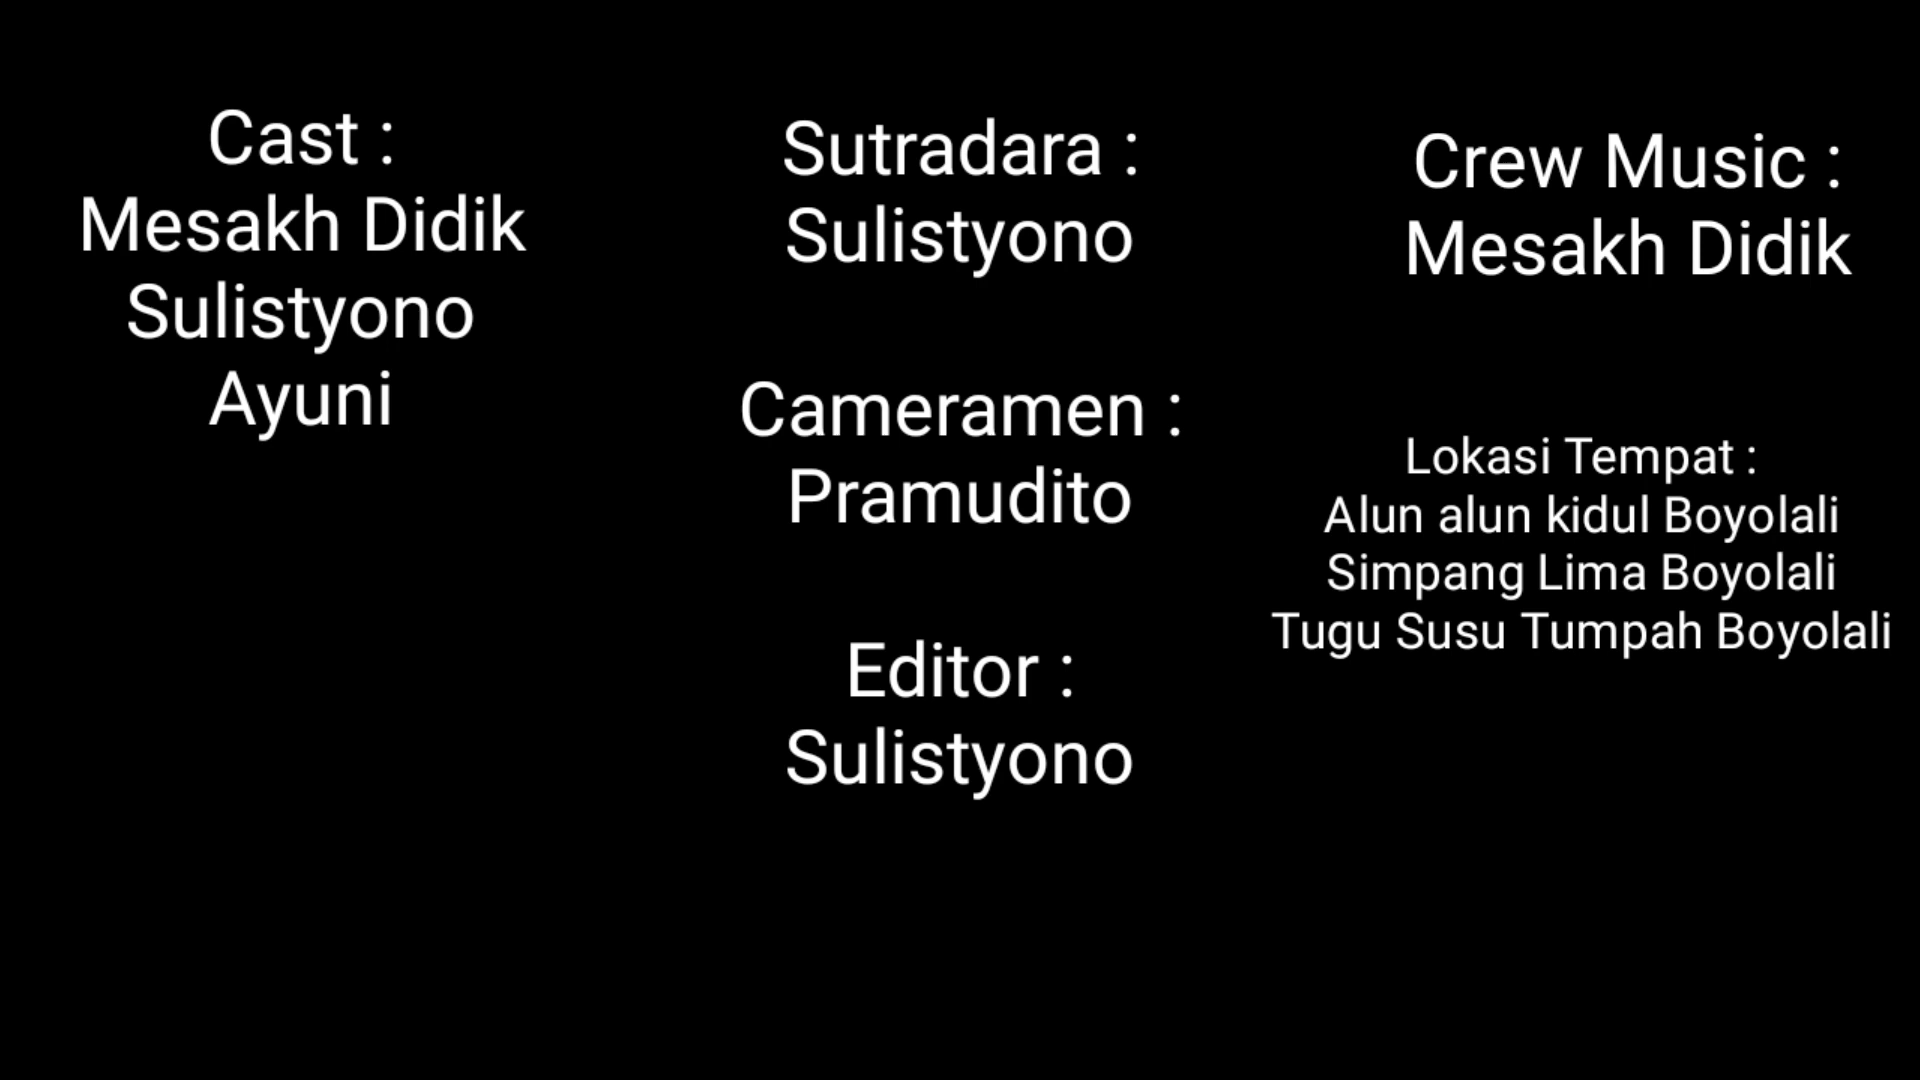 Cast :
Mesakh Didik
Sulistyono
Ayuni
Sutradara :
Sulistyono
Cameramen :
Pramudito
Editor :
Sulistyono
Crew Music :
Mesakh Didik
Lokasi Tempat :
Alun alun kidul Boyolali
Simpang Lima Boyolali
Tugu Susu Tumpah Boyolali